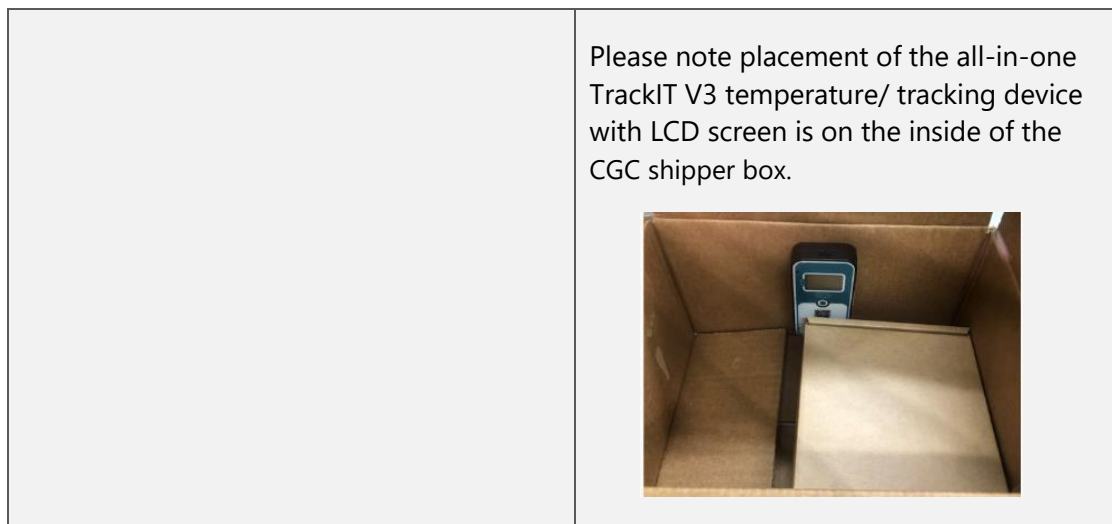 Please note placement of the all-in-one
TrackIT V3 temperature/ tracking device
with LCD screen is on the inside of the
CGC shipper box.